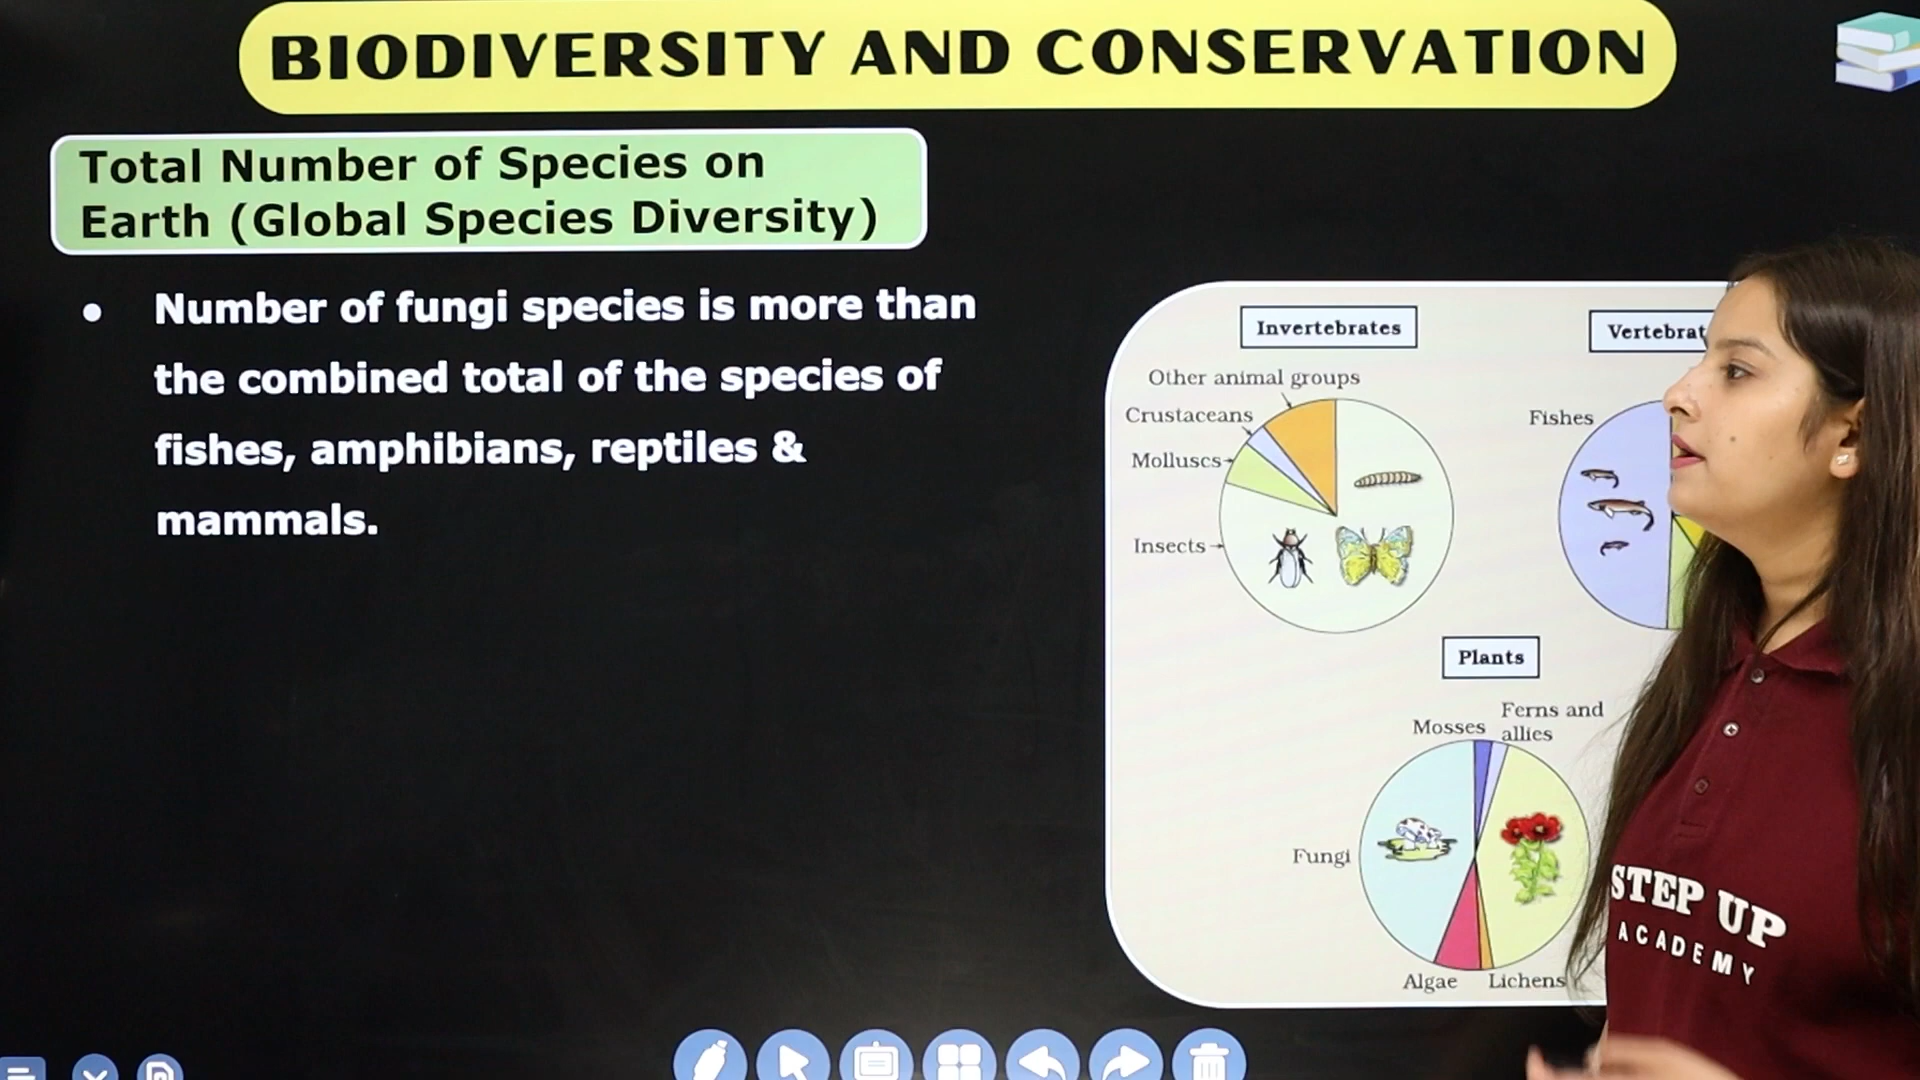 BIODIVERSITY AND CONSERVATION
Total Number of Species on
Earth (Global Species Diversity)
● Number of fungi species is more than
the combined total of the species of
fishes, amphibians, reptiles &
mammals.
Invertebrates
Other animal groups
Crustaceans
Molluscs
Insects
Vertebrat
Fishes
Plants
Mosses
Ferns and
allies
Fungi
Algae
Lichens
STEP UP
ACADEMY